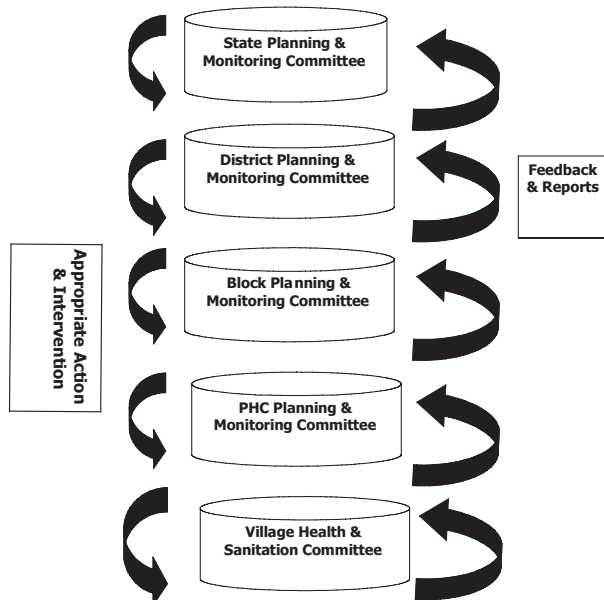 State Planning &
Monitoring Committee
District Planning &
Monitoring Committee
Feedback
& Reports
Appropriate Action
& Intervention
Block Planning &
Monitoring Committee
PHC Planning &
Monitoring Committee
Village Health &
Sanitation Committee